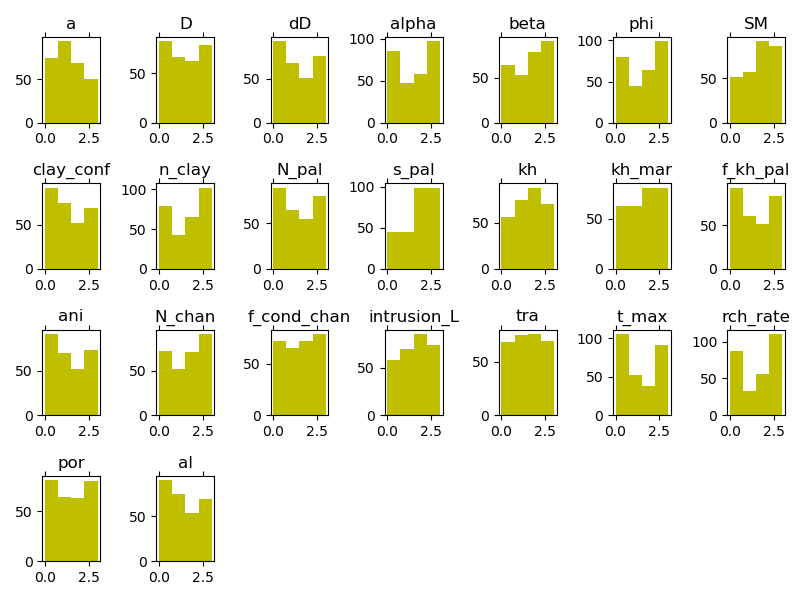 a D dD alpha beta phi SM
50 50 50 100 50 50 100 50 50
0 0 0 0 0 0 0
0.0 2.5 0.0 2.5 0.0 2.5 0.0 2.5 0.0 2.5 0.0 2.5 0.0 2.5
clay_conf n_clay N_pal s_pal kh kh_mar f_kh_pal
50 100 50 50 100 50 50 50 50
0 0 0 0 0 0 0
0.0 2.5 0.0 2.5 0.0 2.5 0.0 2.5 0.0 2.5 0.0 2.5 0.0 2.5
ani N_chan f_cond_chan intrusion_L tra t_max rch_rate
50 50 50 50 50 100 50 100 50
0 0 0 0 0 0 0
0.0 2.5 0.0 2.5 0.0 2.5 0.0 2.5 0.0 2.5 0.0 2.5 0.0 2.5
por al
50 50
0 0
0.0 2.5 0.0 2.5